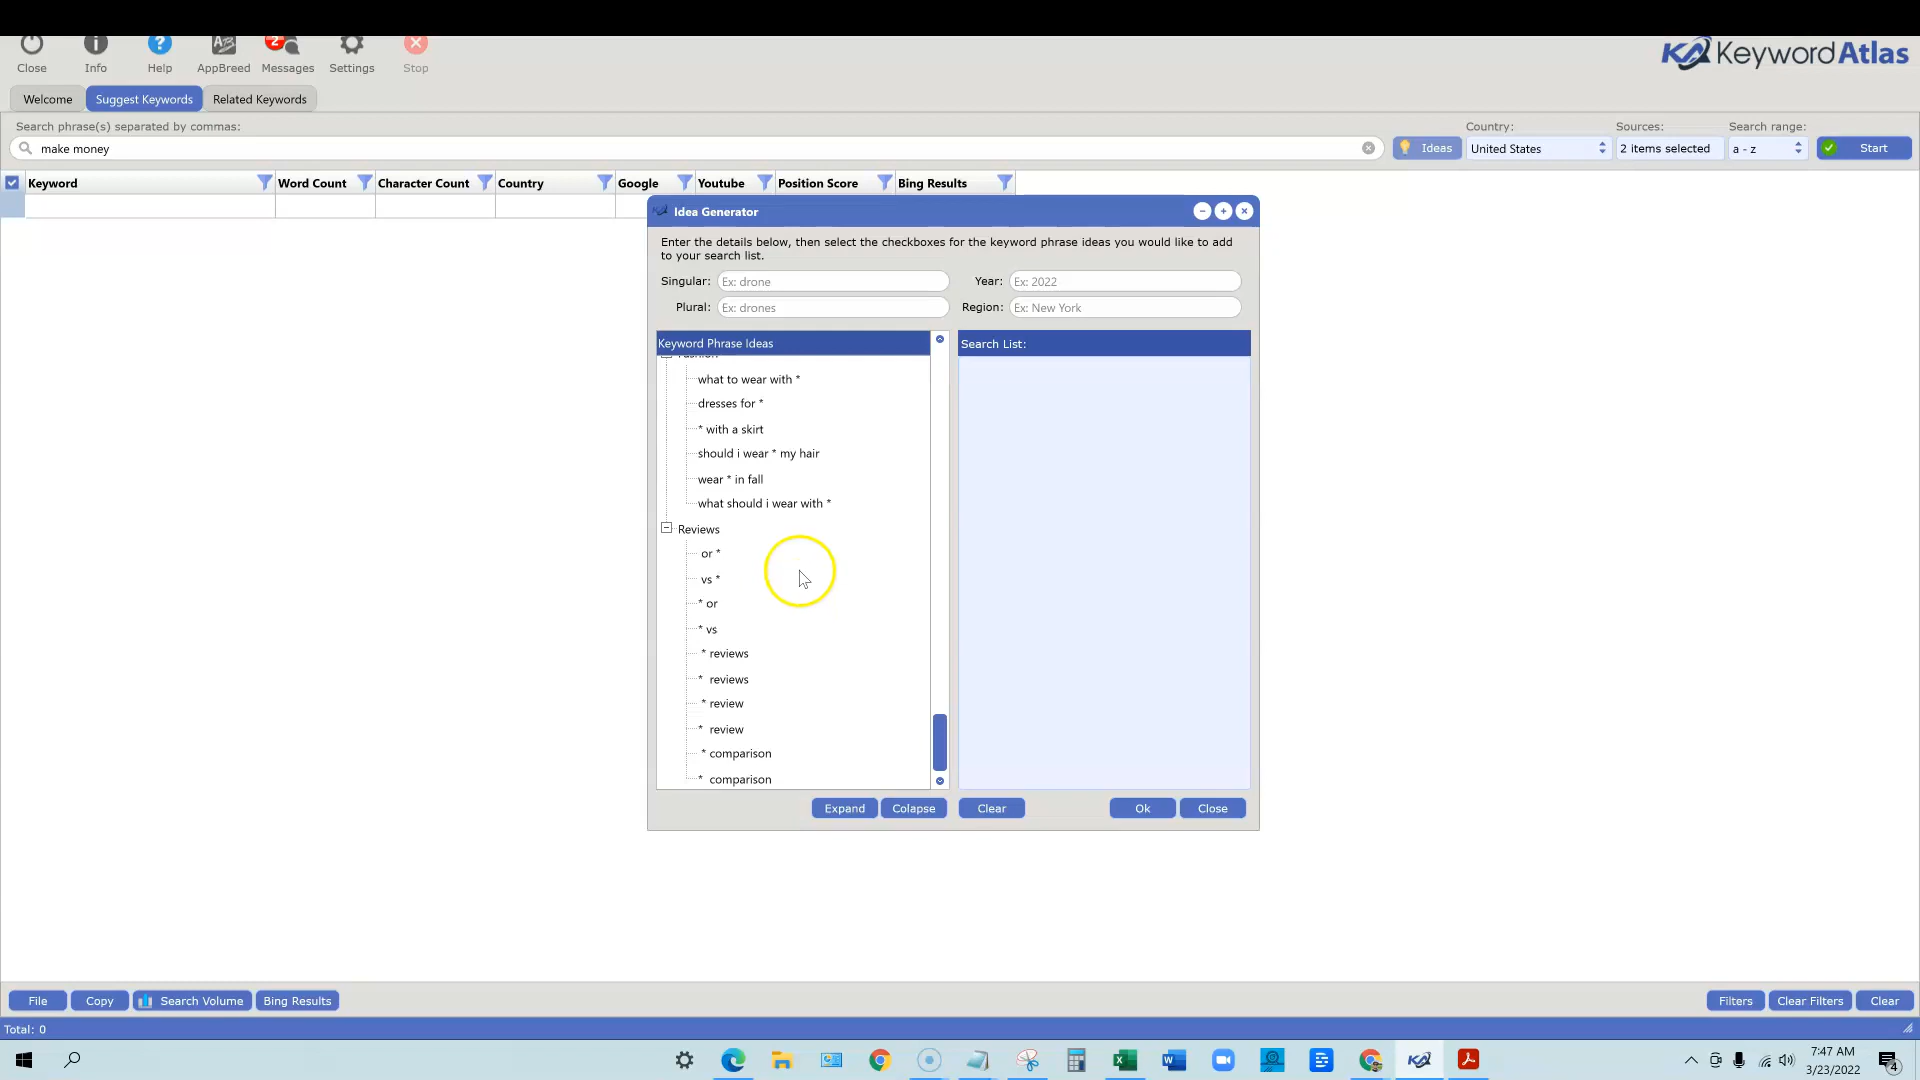 Close
Info
Help
AppBreed
2
Messages
Settings
Stop
KA KeywordAtlas
Welcome
Suggest Keywords
Related Keywords
Search phrase(s) separated by commas:
Country:
Sources:
Search range:
make money
Ideas
United States
2 items selected
a - z
Start
Keyword
Word Count
Character Count
Country
Google
Youtube
Position Score
Bing Results
Idea Generator
Enter the details below, then select the checkboxes for the keyword phrase ideas you would like to add
to your search list.
Singular: Ex: drone
Year: Ex: 2022
Plural: Ex: drones
Region: Ex: New York
Keyword Phrase Ideas
Search List:
Fashion
what to wear with *
dresses for *
* with a skirt
should i wear * my hair
wear * in fall
what should i wear with *
Reviews
or *
vs *
* or
* vs
* reviews
* reviews
* review
* review
* comparison
* comparison
Expand
Colapse
Clear
Ok
Close
File
Copy
Search Volume
Bing Results
Filters
Clear Filters
Clear
Total: 0
7:47 AM
3/23/2022
4